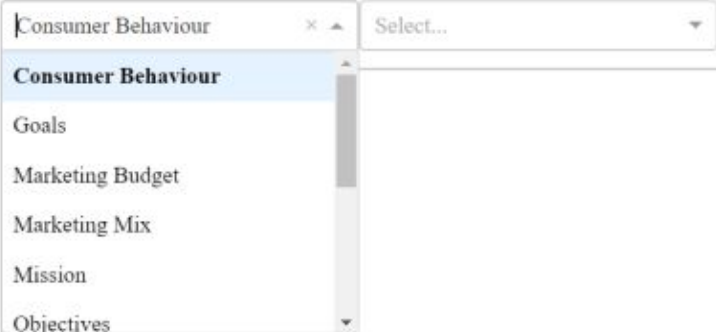 Consumer Behaviour
Select...
Consumer Behaviour
Goals
Marketing Budget
Marketing Mix
Mission
Objectives